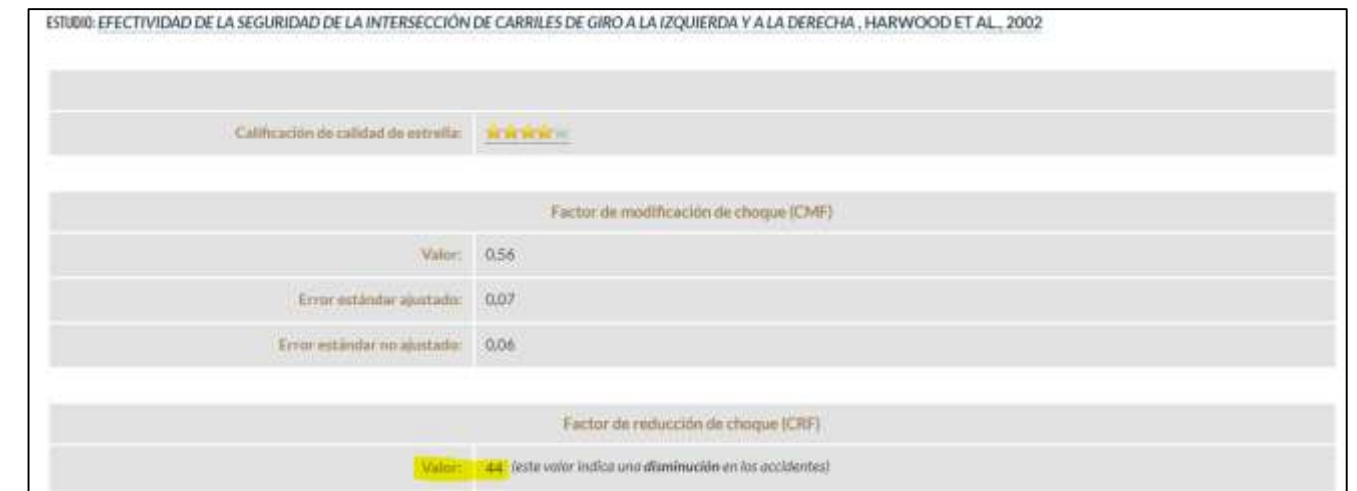 ESTUDIO: EFECTIVIDAD DE LA SEGURIDAD DE LA INTERSECCIÓN DE CARRILES DE GIRO A LA IZQUIERDA Y A LA DERECHA , HARWOOD ET AL., 2002
Calificación de calidad de estrella:
Factor de modificación de choque (CMF)
Valor: 0,56
Error estándar ajustado: 0,07
Error estándar no ajustado: 0,06
Factor de reducción de choque (CRF)
Valor: 44 (este valor indica una disminución en los accidentes)